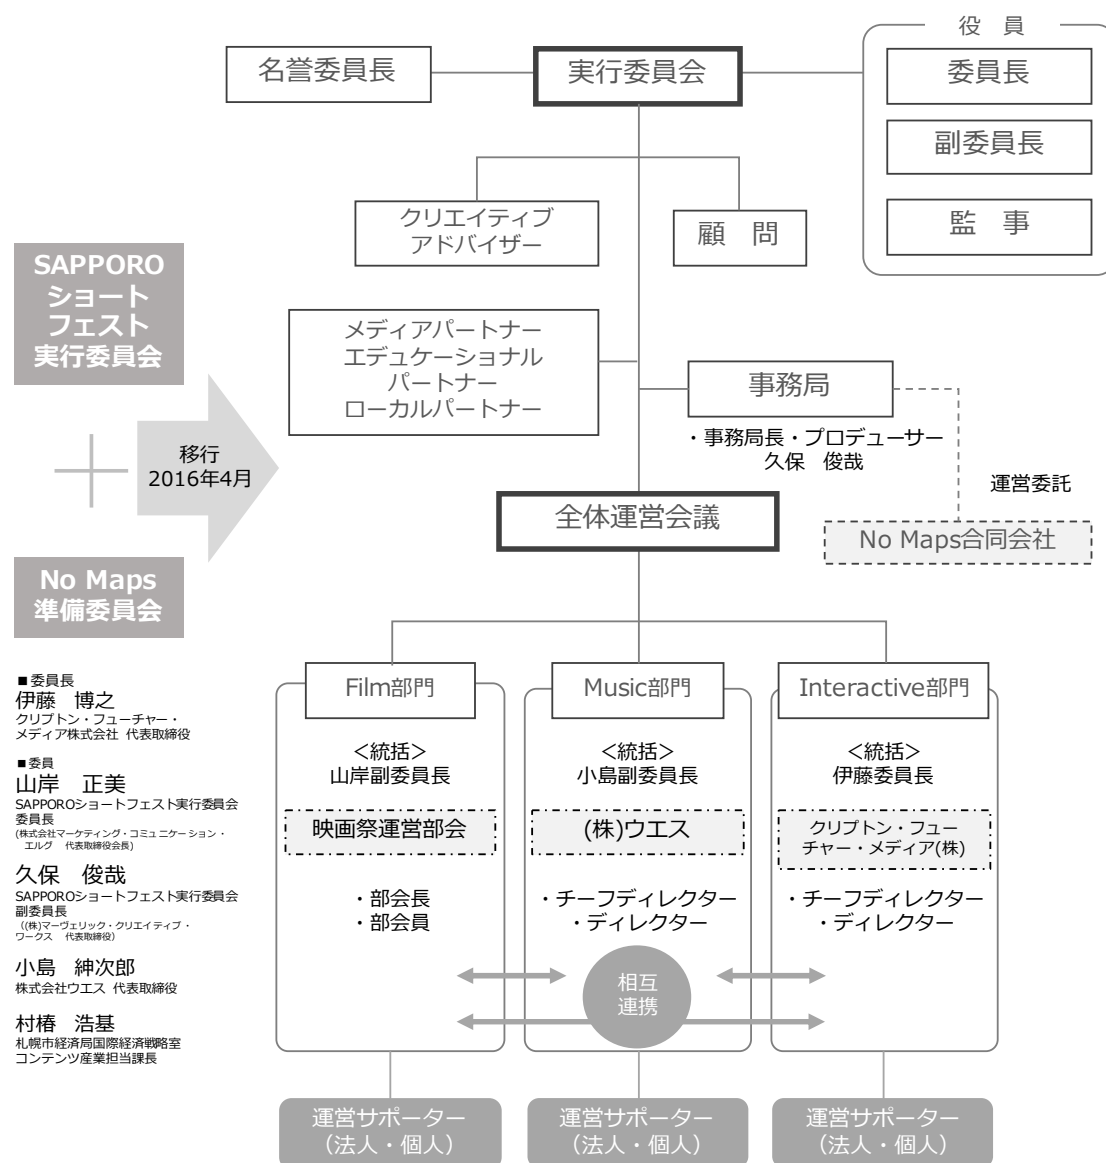 役　員
名誉委員長
実行委員会
委員長
副委員長
監　事
クリエイティブ
アドバイザー
顧　問
SAPPORO
ショート
フェスト
実行委員会
メディアパートナー
エデュケーショナル
パートナー
ローカルパートナー
事務局
・事務局長・プロデューサー
久保　俊哉
移行
2016年4月
運営委託
全体運営会議
No Maps合同会社
No Maps
準備委員会
■委員長
伊藤　博之
クリプトン・フューチャー・
メディア株式会社 代表取締役
■委員
山岸　正美
SAPPOROショートフェスト実行委員会
委員長
(株式会社マーケティング・コミュニケーション・
エルグ　代表取締役会長)
久保　俊哉
SAPPOROショートフェスト実行委員会
副委員長
((株)マーヴェリック・クリエイティブ・
ワークス　代表取締役)
小島　紳次郎
株式会社ウエス 代表取締役
村椿　浩基
札幌市経済局国際経済戦略室
コンテンツ産業担当課長
Film部門
＜統括＞
山岸副委員長
映画祭運営部会
・部会長
・部会員
Music部門
＜統括＞
小島副委員長
(株)ウエス
・チーフディレクター
・ディレクター
Interactive部門
＜統括＞
伊藤委員長
クリプトン・フュー
チャー・メディア(株)
・チーフディレクター
・ディレクター
相互
連携
運営サポーター
（法人・個人）
運営サポーター
（法人・個人）
運営サポーター
（法人・個人）